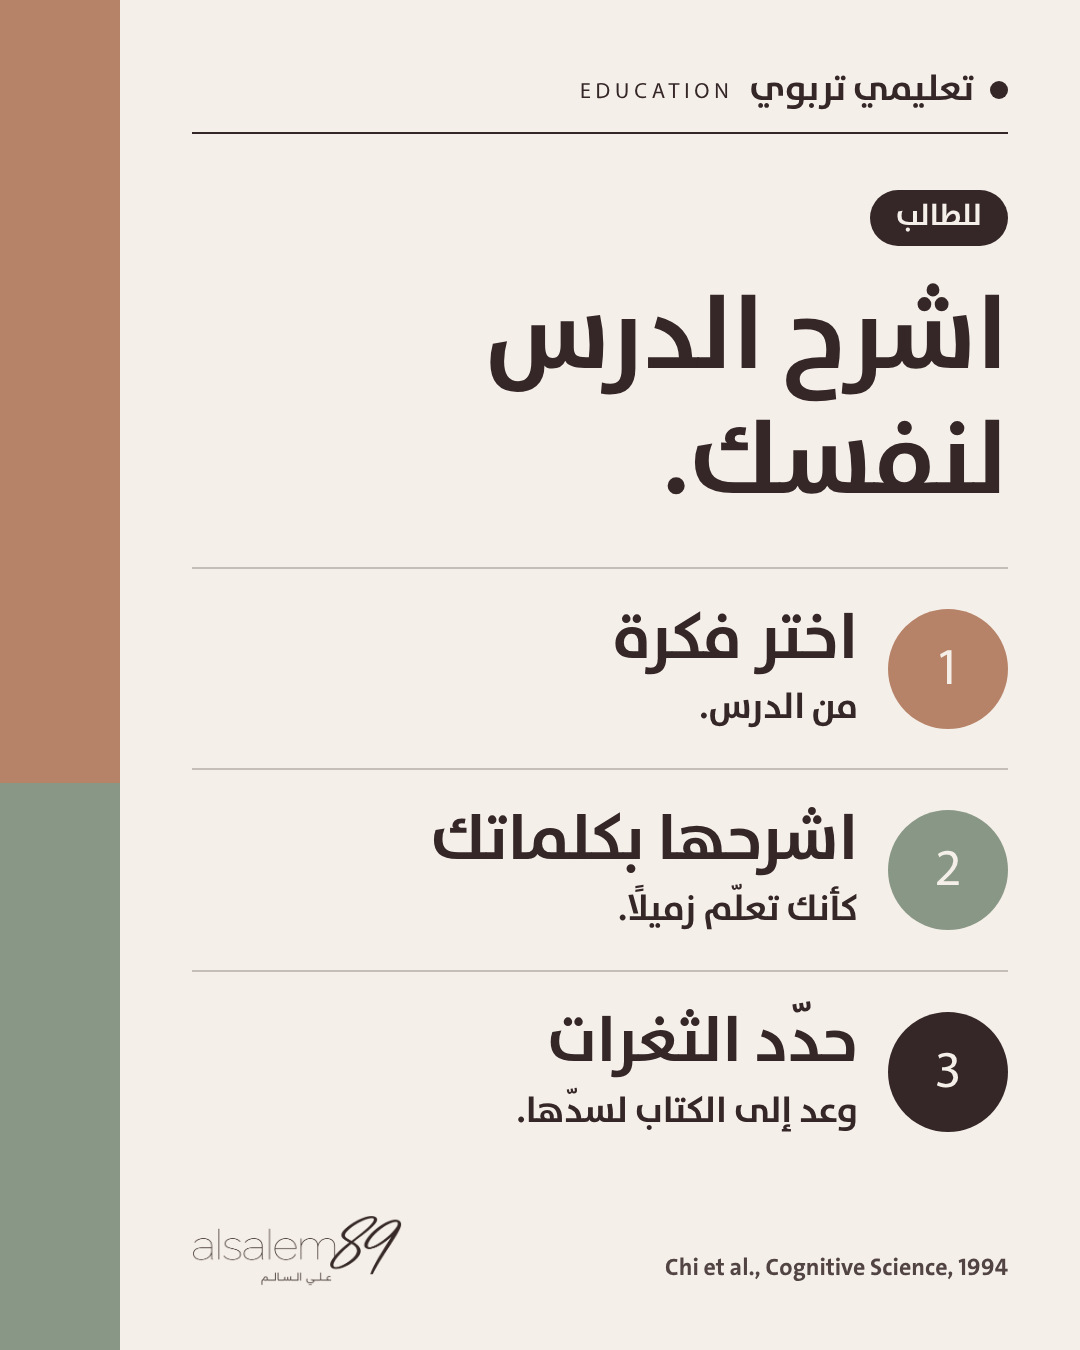 تعليمي تربوي EDUCATION
للطالب
اشرح الدرس
لنفسك.
1
اختر فكرة
من الدرس.
2
اشرحها بكلماتك
كأنك تعلّم زميلًا.
3
حدّد الثغرات
وعد إلى الكتاب لسدّها.
Chi et al., Cognitive Science, 1994
alsalem89
علي السالم